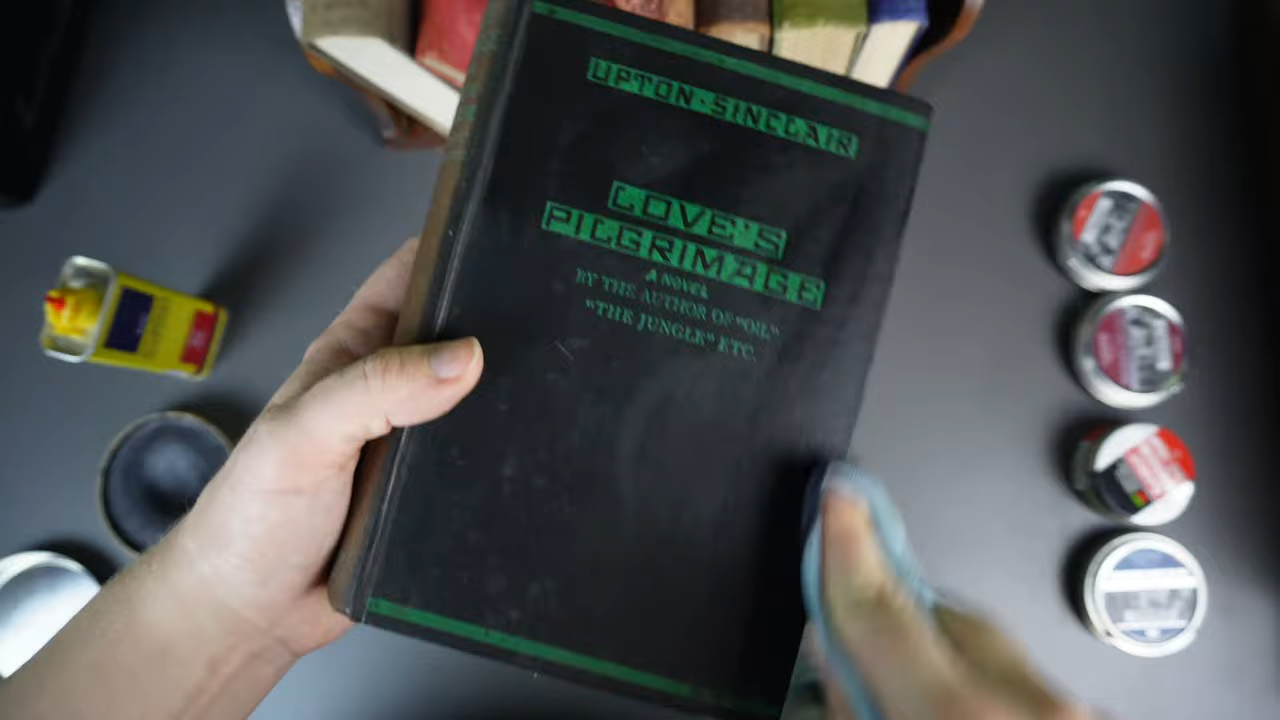 UPTON·SINCLAIR
LOVE'S
PILGRIMAGE
A NOVEL
BY THE AUTHOR OF "OIL"
"THE JUNGLE" ETC.